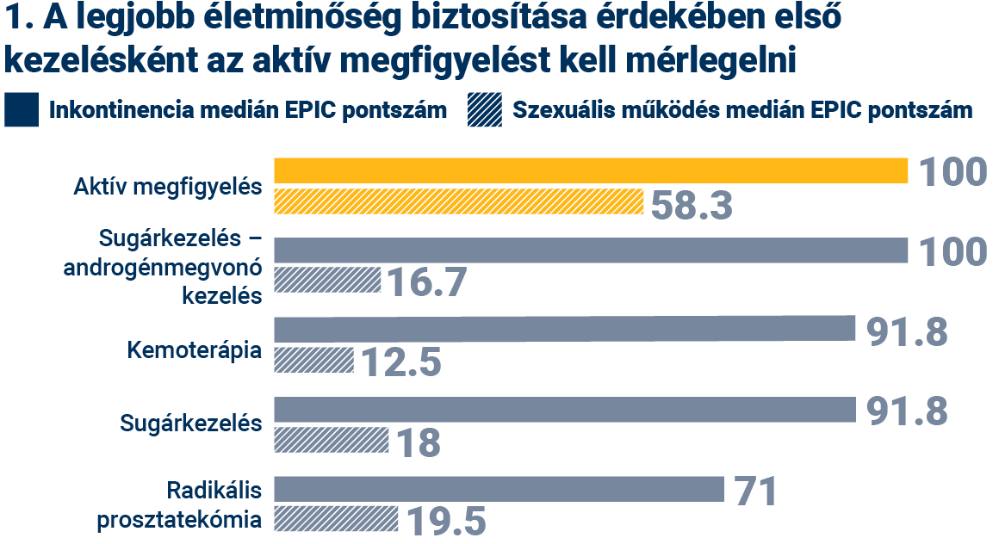 1. A legjobb életminőség biztosítása érdekében első
kezelésként az aktív megfigyelést kell mérlegelni
Inkontinencia medián EPIC pontszám
Szexuális működés medián EPIC pontszám
Aktív megfigyelés
100
58.3
Sugárkezelés –
androgénmegvonó
kezelés
100
16.7
Kemoterápia
91.8
12.5
Sugárkezelés
91.8
18
Radikális
prosztatekómia
71
19.5